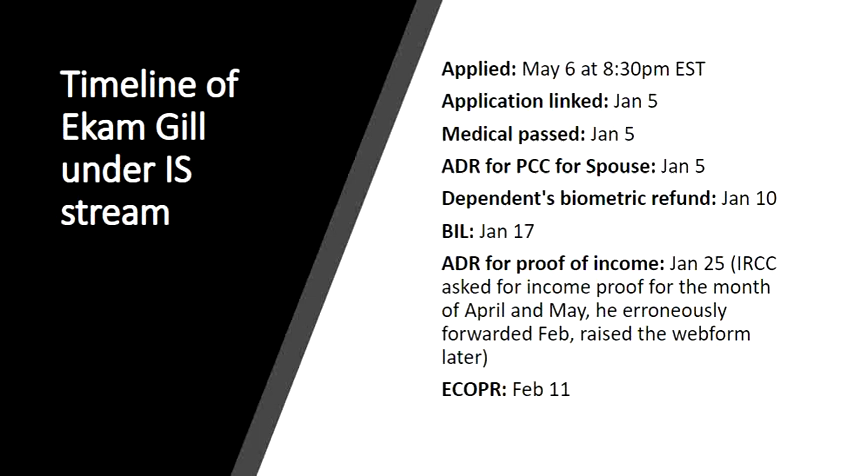 Timeline of
Ekam Gill
under IS
stream
Applied: May 6 at 8:30pm EST
Application linked: Jan 5
Medical passed: Jan 5
ADR for PCC for Spouse: Jan 5
Dependent's biometric refund: Jan 10
BIL: Jan 17
ADR for proof of income: Jan 25 (IRCC
asked for income proof for the month
of April and May, he erroneously
forwarded Feb, raised the webform
later)
ECOPR: Feb 11